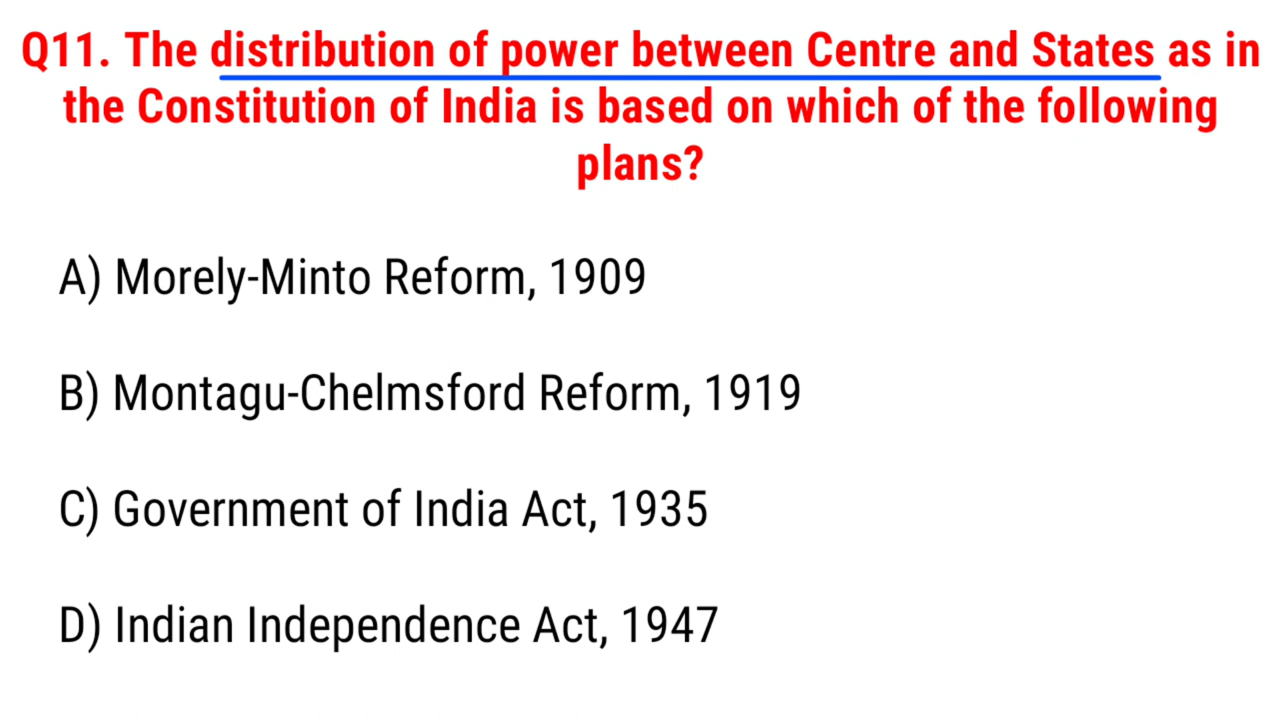 Q11. The distribution of power between Centre and States as in
the Constitution of India is based on which of the following
plans?
A) Morely-Minto Reform, 1909
B) Montagu-Chelmsford Reform, 1919
C) Government of India Act, 1935
D) Indian Independence Act, 1947